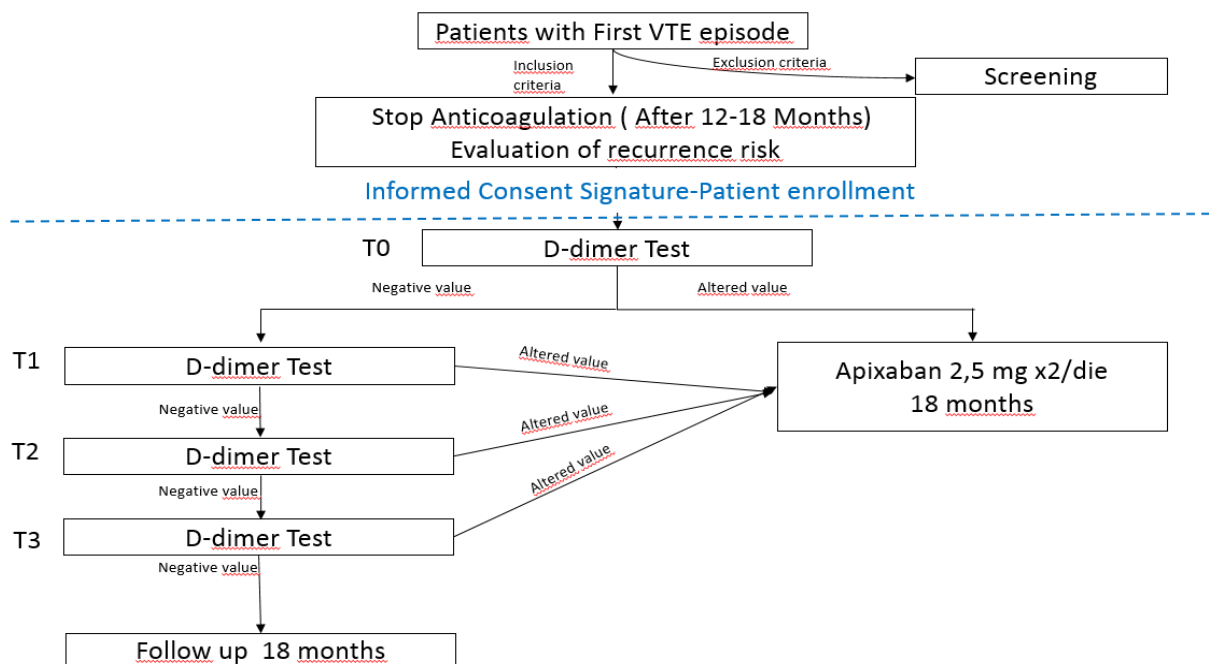 Patients with First VTE episode
Inclusion
criteria
Exclusion criteria
Screening
Stop Anticoagulation ( After 12-18 Months)
Evaluation of recurrence risk
Informed Consent Signature-Patient enrollment
T0
D-dimer Test
Negative value
Altered value
T1
D-dimer Test
Altered value
Apixaban 2,5 mg x2/die
18 months
Negative value
Altered value
T2
D-dimer Test
Negative value
Altered value
T3
D-dimer Test
Negative value
Follow up 18 months